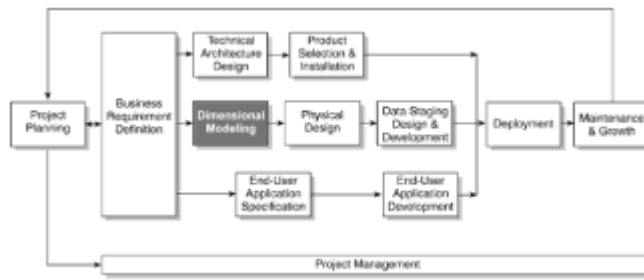 Technical
Architecture
Design
Product
Selection &
Installation
Project
Planning
Business
Requirement
Definition
Dimensional
Modeling
Physical
Design
Data Staging
Design &
Development
Deployment
Maintenance
& Growth
End-User
Application
Specification
End-User
Application
Development
Project Management